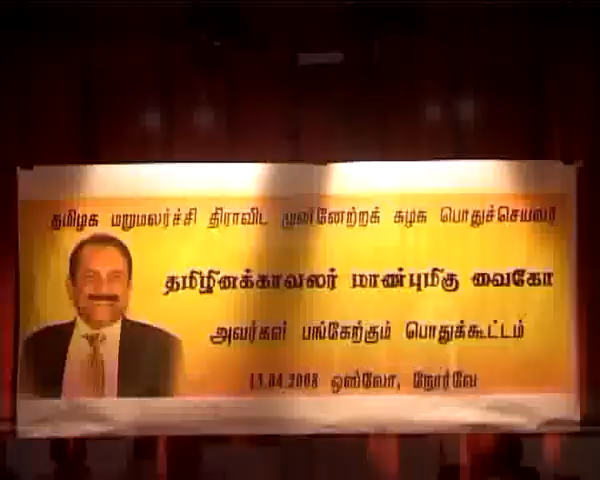 தமிழக மறுமலர்ச்சி திராவிட முன்னேற்றக் கழக பொதுச்செயலர்
தமிழினக்காவலர் மாண்புமிகு வைகோ
அவர்கள் பங்கேற்கும் பொதுக்கூட்டம்
13.04.2008 ஒஸ்லோ, நோர்வே